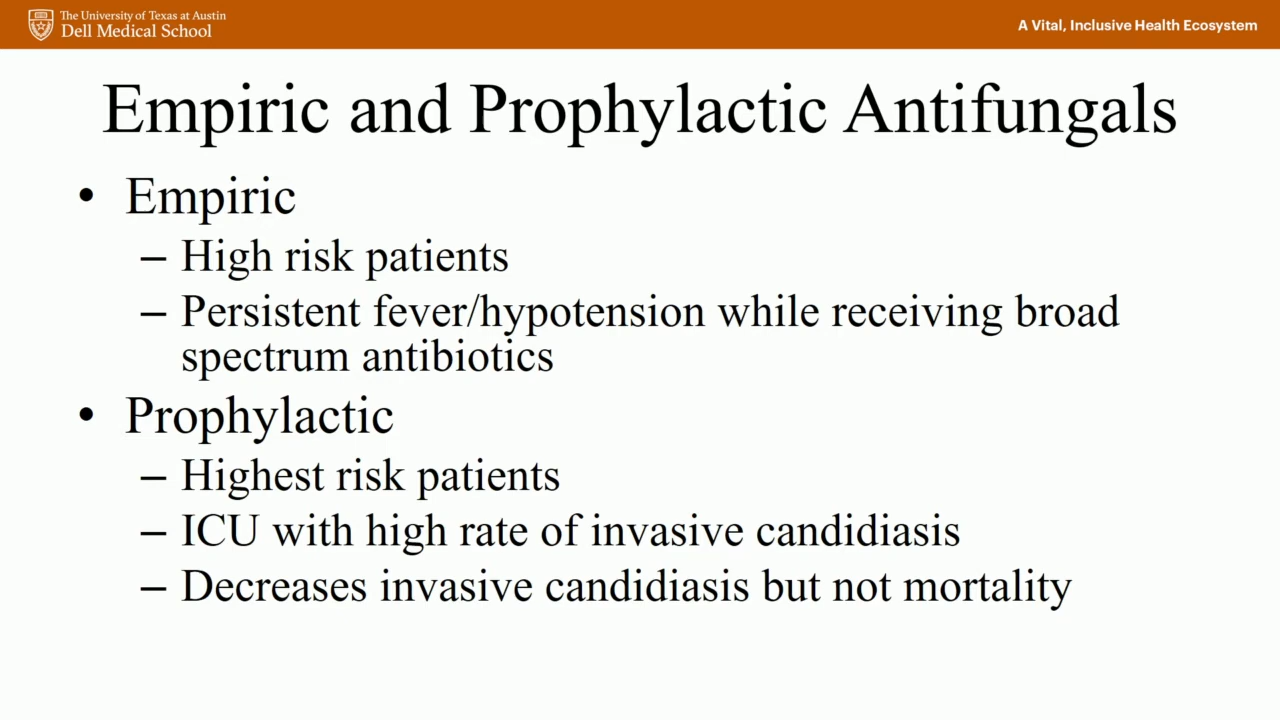 The University of Texas at Austin
Dell Medical School
A Vital, Inclusive Health Ecosystem
Empiric and Prophylactic Antifungals
• Empiric
– High risk patients
– Persistent fever/hypotension while receiving broad
spectrum antibiotics
• Prophylactic
– Highest risk patients
– ICU with high rate of invasive candidiasis
– Decreases invasive candidiasis but not mortality